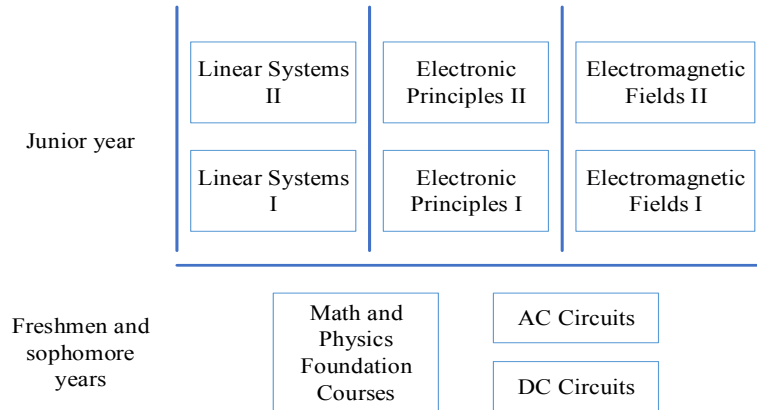 Junior year
Linear Systems
II
Electronic
Principles II
Electromagnetic
Fields II
Linear Systems
I
Electronic
Principles I
Electromagnetic
Fields I
Freshmen and
sophomore
years
Math and
Physics
Foundation
Courses
AC Circuits
DC Circuits